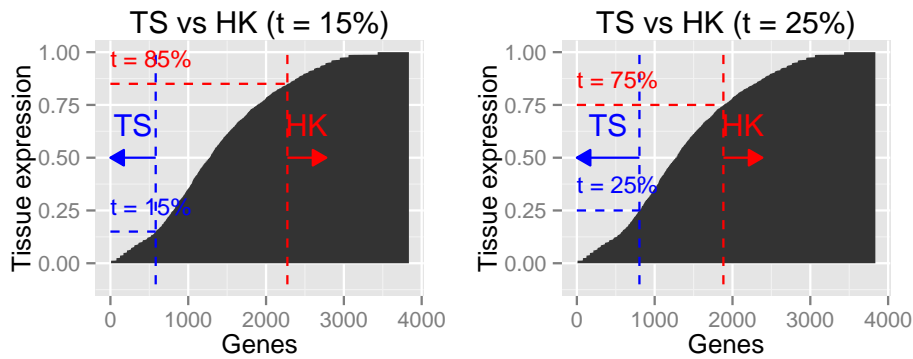 TS vs HK (t = 15%)
Tissue expression
1.00
0.75
0.50
0.25
0.00
t = 85%
TS
HK
t = 15%
0
1000
2000
3000
4000
Genes
TS vs HK (t = 25%)
Tissue expression
1.00
0.75
0.50
0.25
0.00
t = 75%
TS
HK
t = 25%
0
1000
2000
3000
4000
Genes